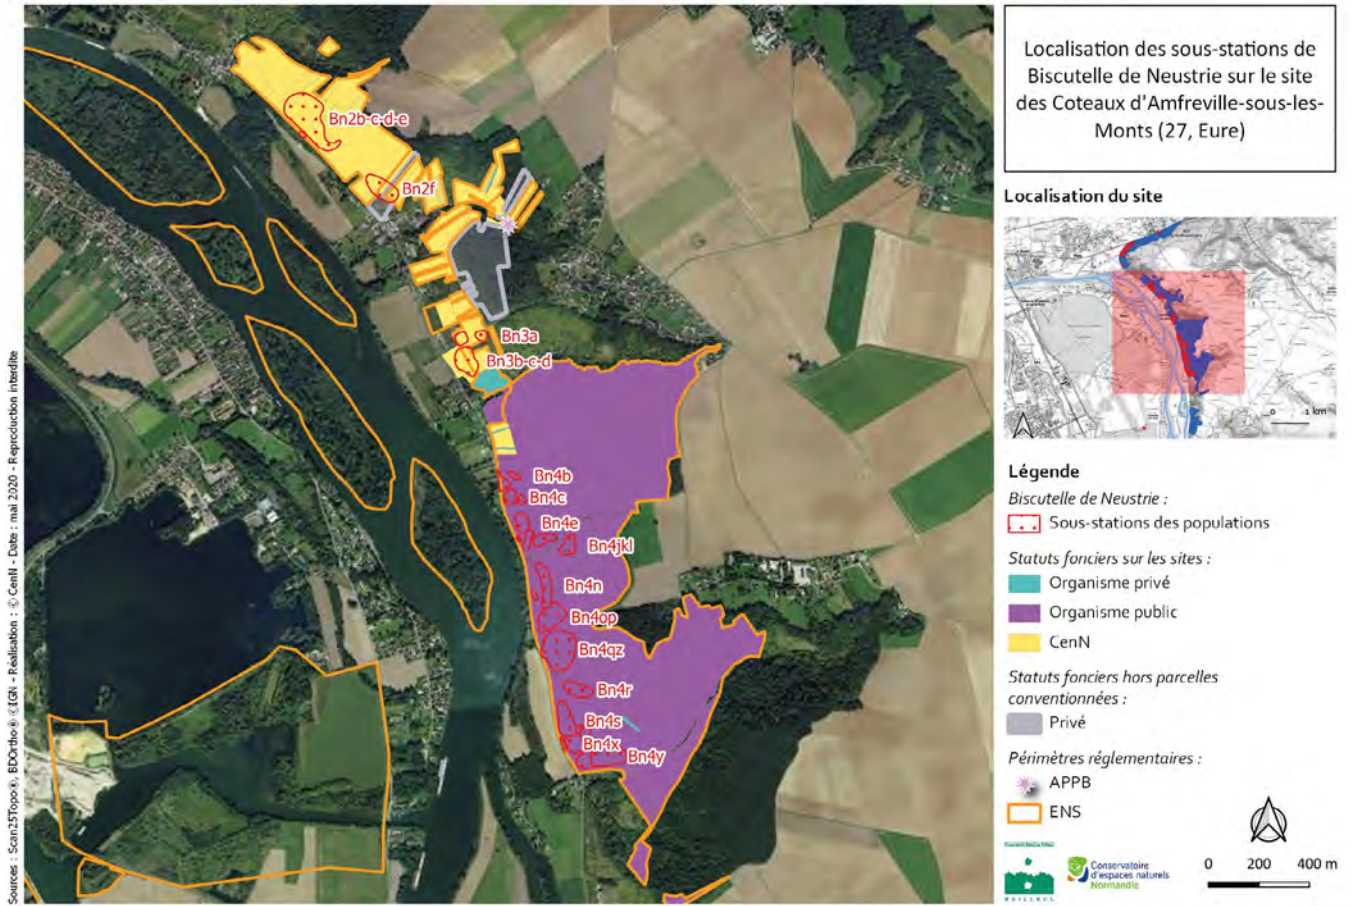 Localisation des sous-stations de
Biscutelle de Neustrie sur le site
des Coteaux d'Amfreville-sous-les-
Monts (27, Eure)
Localisation du site
0 1 km
Légende
Biscutelle de Neustrie :
Sous-stations des populations
Statuts fonciers sur les sites :
Organisme privé
Organisme public
CenN
Statuts fonciers hors parcelles
conventionnées :
Privé
Périmètres réglementaires :
APPB
ENS
BAILLEUL
Conservatoire
d'espaces naturels
Normandie
0 200 400 m
Bn2b-c-d-e
Bn2f
Bn3a
Bn3b-c-d
Bn4b
Bn4c
Bn4e
Bn4jkl
Bn4n
Bn4op
Bn4qz
Bn4r
Bn4s
Bn4x
Bn4y
Sources : Scan25Topo®, BDOrtho® ©IGN - Réalisation : © CenN - Date : mai 2020 - Reproduction interdite